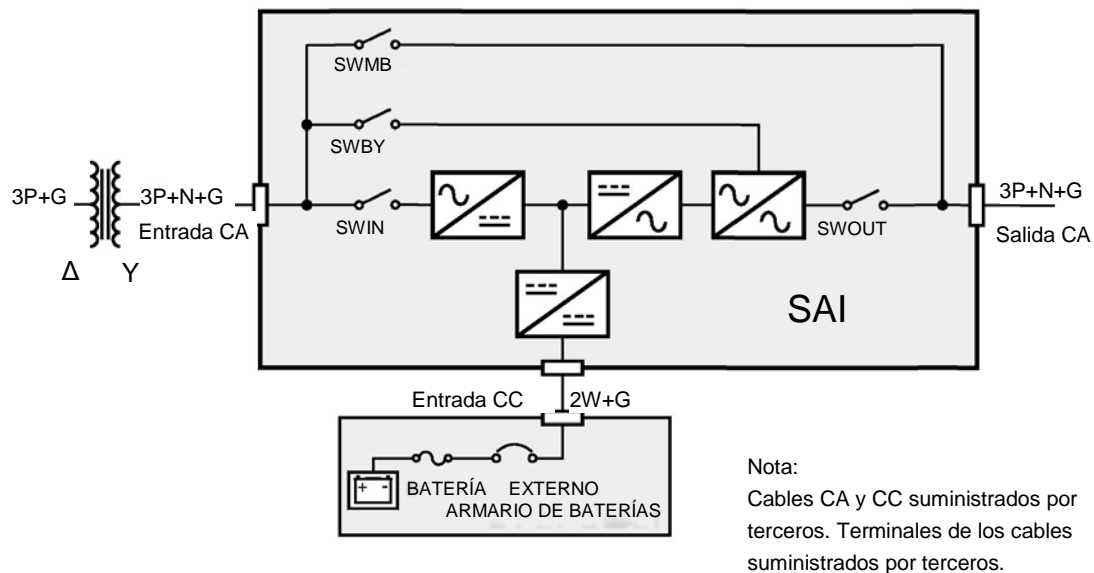 SWMB
SWBY
3P+G
3P+N+G
SWIN
SWOUT
3P+N+G
Entrada CA
Salida CA
Δ
Y
SAI
Entrada CC
2W+G
+ -
BATERÍA
EXTERNO
ARMARIO DE BATERÍAS
Nota:
Cables CA y CC suministrados por
terceros. Terminales de los cables
suministrados por terceros.